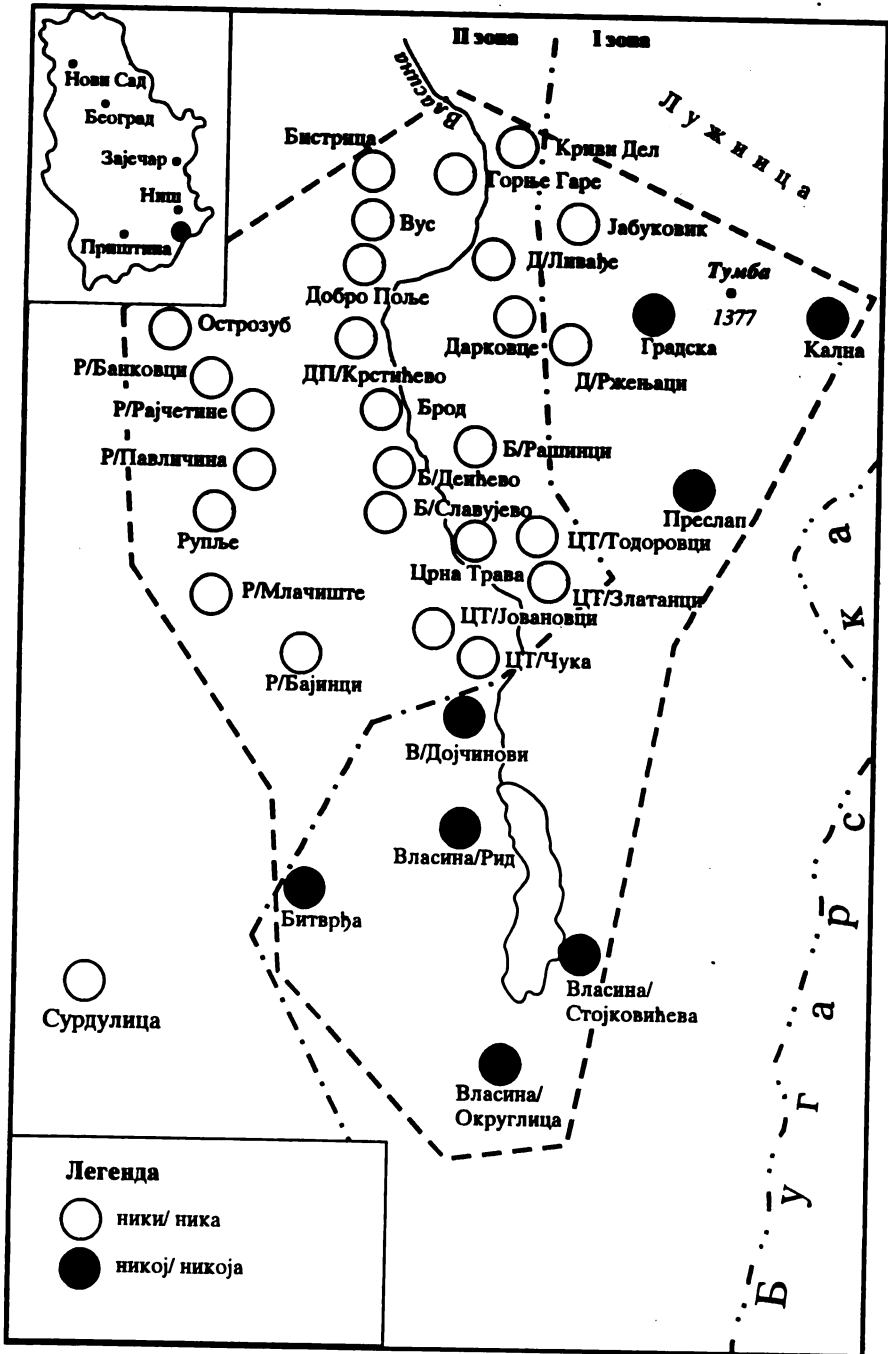 II зона
I зона
Нови Сад
Београд
Зајечар
Ниш
Приштина
Власина
Лужница
Бистрица
Криви Дел
Горње Гаре
Вус
Јабуковик
Д/Ливађе
Тумба
1377
Добро Поље
Острозуб
Дарковце
Градска
Кална
Р/Банковци
ДП/Крстићево
Д/Ржењаци
Р/Рајчетине
Брод
Б/Рашинци
Р/Павличина
Б/Деићево
Б/Славујево
Преслап
Рупље
ЦТ/Тодоровци
Црна Трава
Р/Млачиште
ЦТ/Златанци
ЦТ/Јовановци
ЦТ/Чука
Р/Бајинци
В/Дојчинови
Власина/Рид
Битврђа
Власина/
Стојковићева
Сурдулица
Власина/
Округлица
Бугарска
Легенда
ники/ ника
никој/ никоја